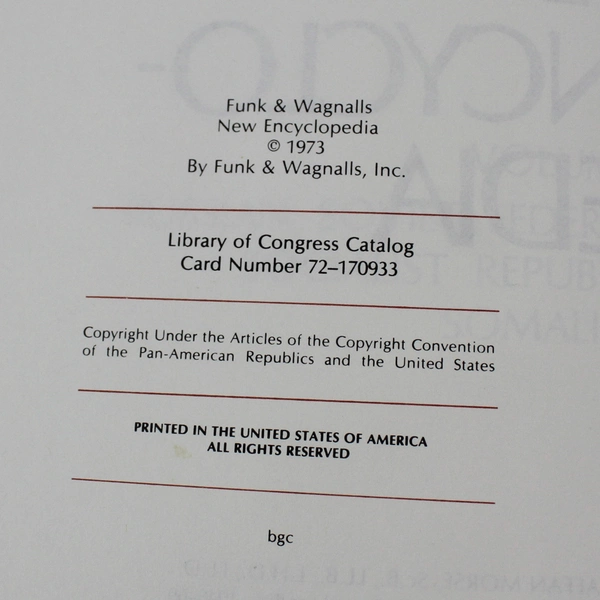 Funk & Wagnalls
New Encyclopedia
© 1973
By Funk & Wagnalls, Inc.
Library of Congress Catalog
Card Number 72–170933
Copyright Under the Articles of the Copyright Convention
of the Pan-American Republics and the United States
PRINTED IN THE UNITED STATES OF AMERICA
ALL RIGHTS RESERVED
bgc